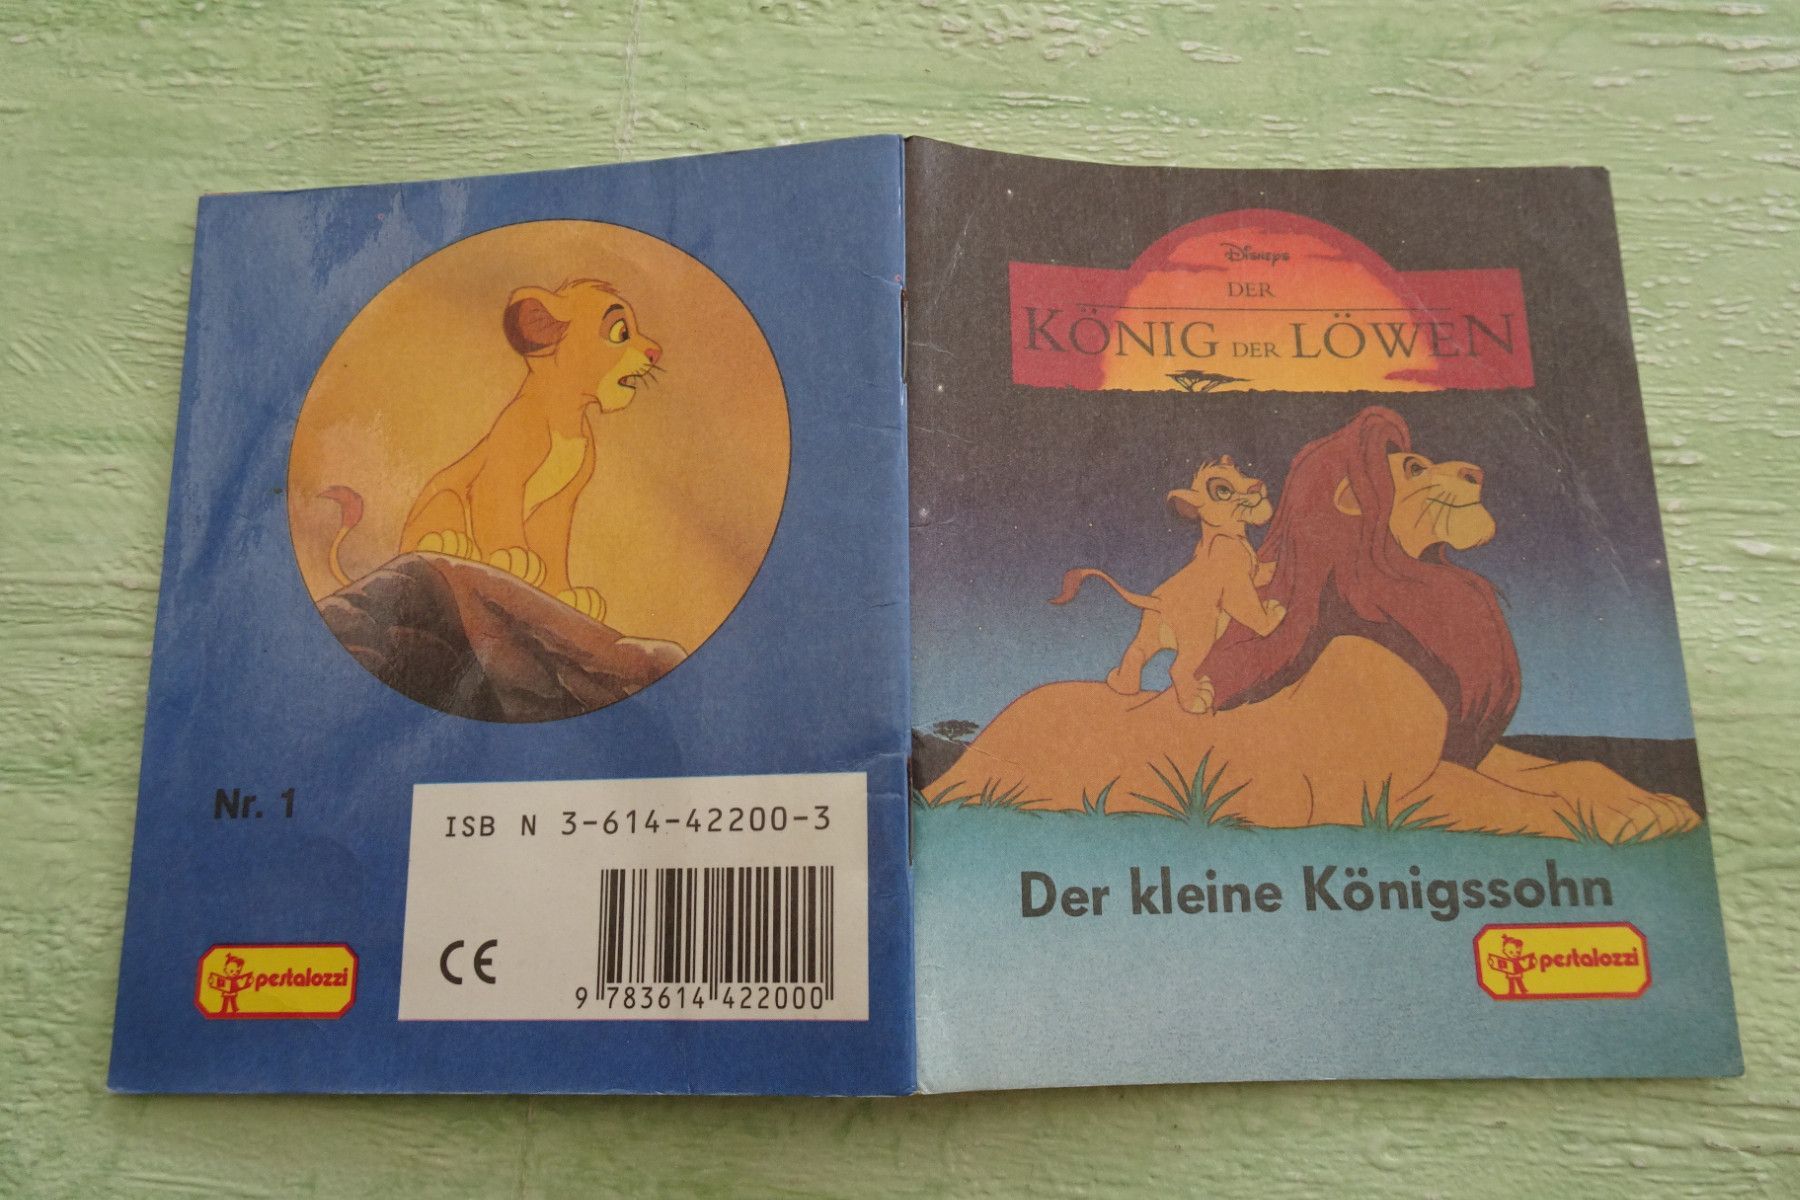 Nr. 1
ISB N 3-614-42200-3
CE
9 783614 422000
pestalozzi
Disneys
DER
KÖNIG DER LÖWEN
Der kleine Königssohn
pestalozzi